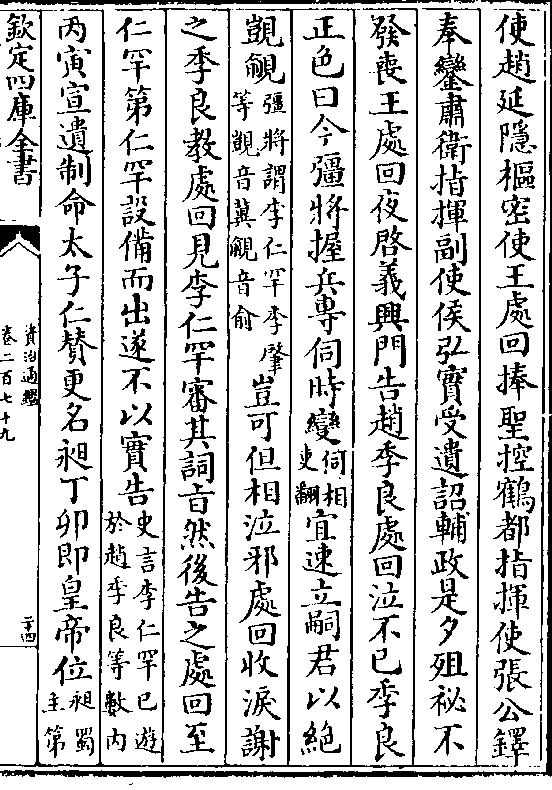 使趙延隱樞密使王處回捧聖控鶴都指揮使張公鐸
奉鑾肅衛指揮副使侯弘實受遺詔輔政是夕殂祕不
發喪王處回夜啓義興門告趙季良處回泣不已季良
正色曰今彊將握兵專伺時變伺相吏翻宜速立嗣君以絶
覬覦彊將謂李仁罕李肇等覬音冀覦音俞豈可但相泣邪處回收淚謝
之季良教處回見李仁罕審其詞㫖然後告之處回至
仁罕第仁罕設備而出遂不以實告史言李仁罕已遊於趙季良等數内
丙寅宣遺制命太子仁贊更名昶丁卯即皇帝位昶蜀主第
欽定四庫全書
資治通鑑
卷二百七十九
二十四